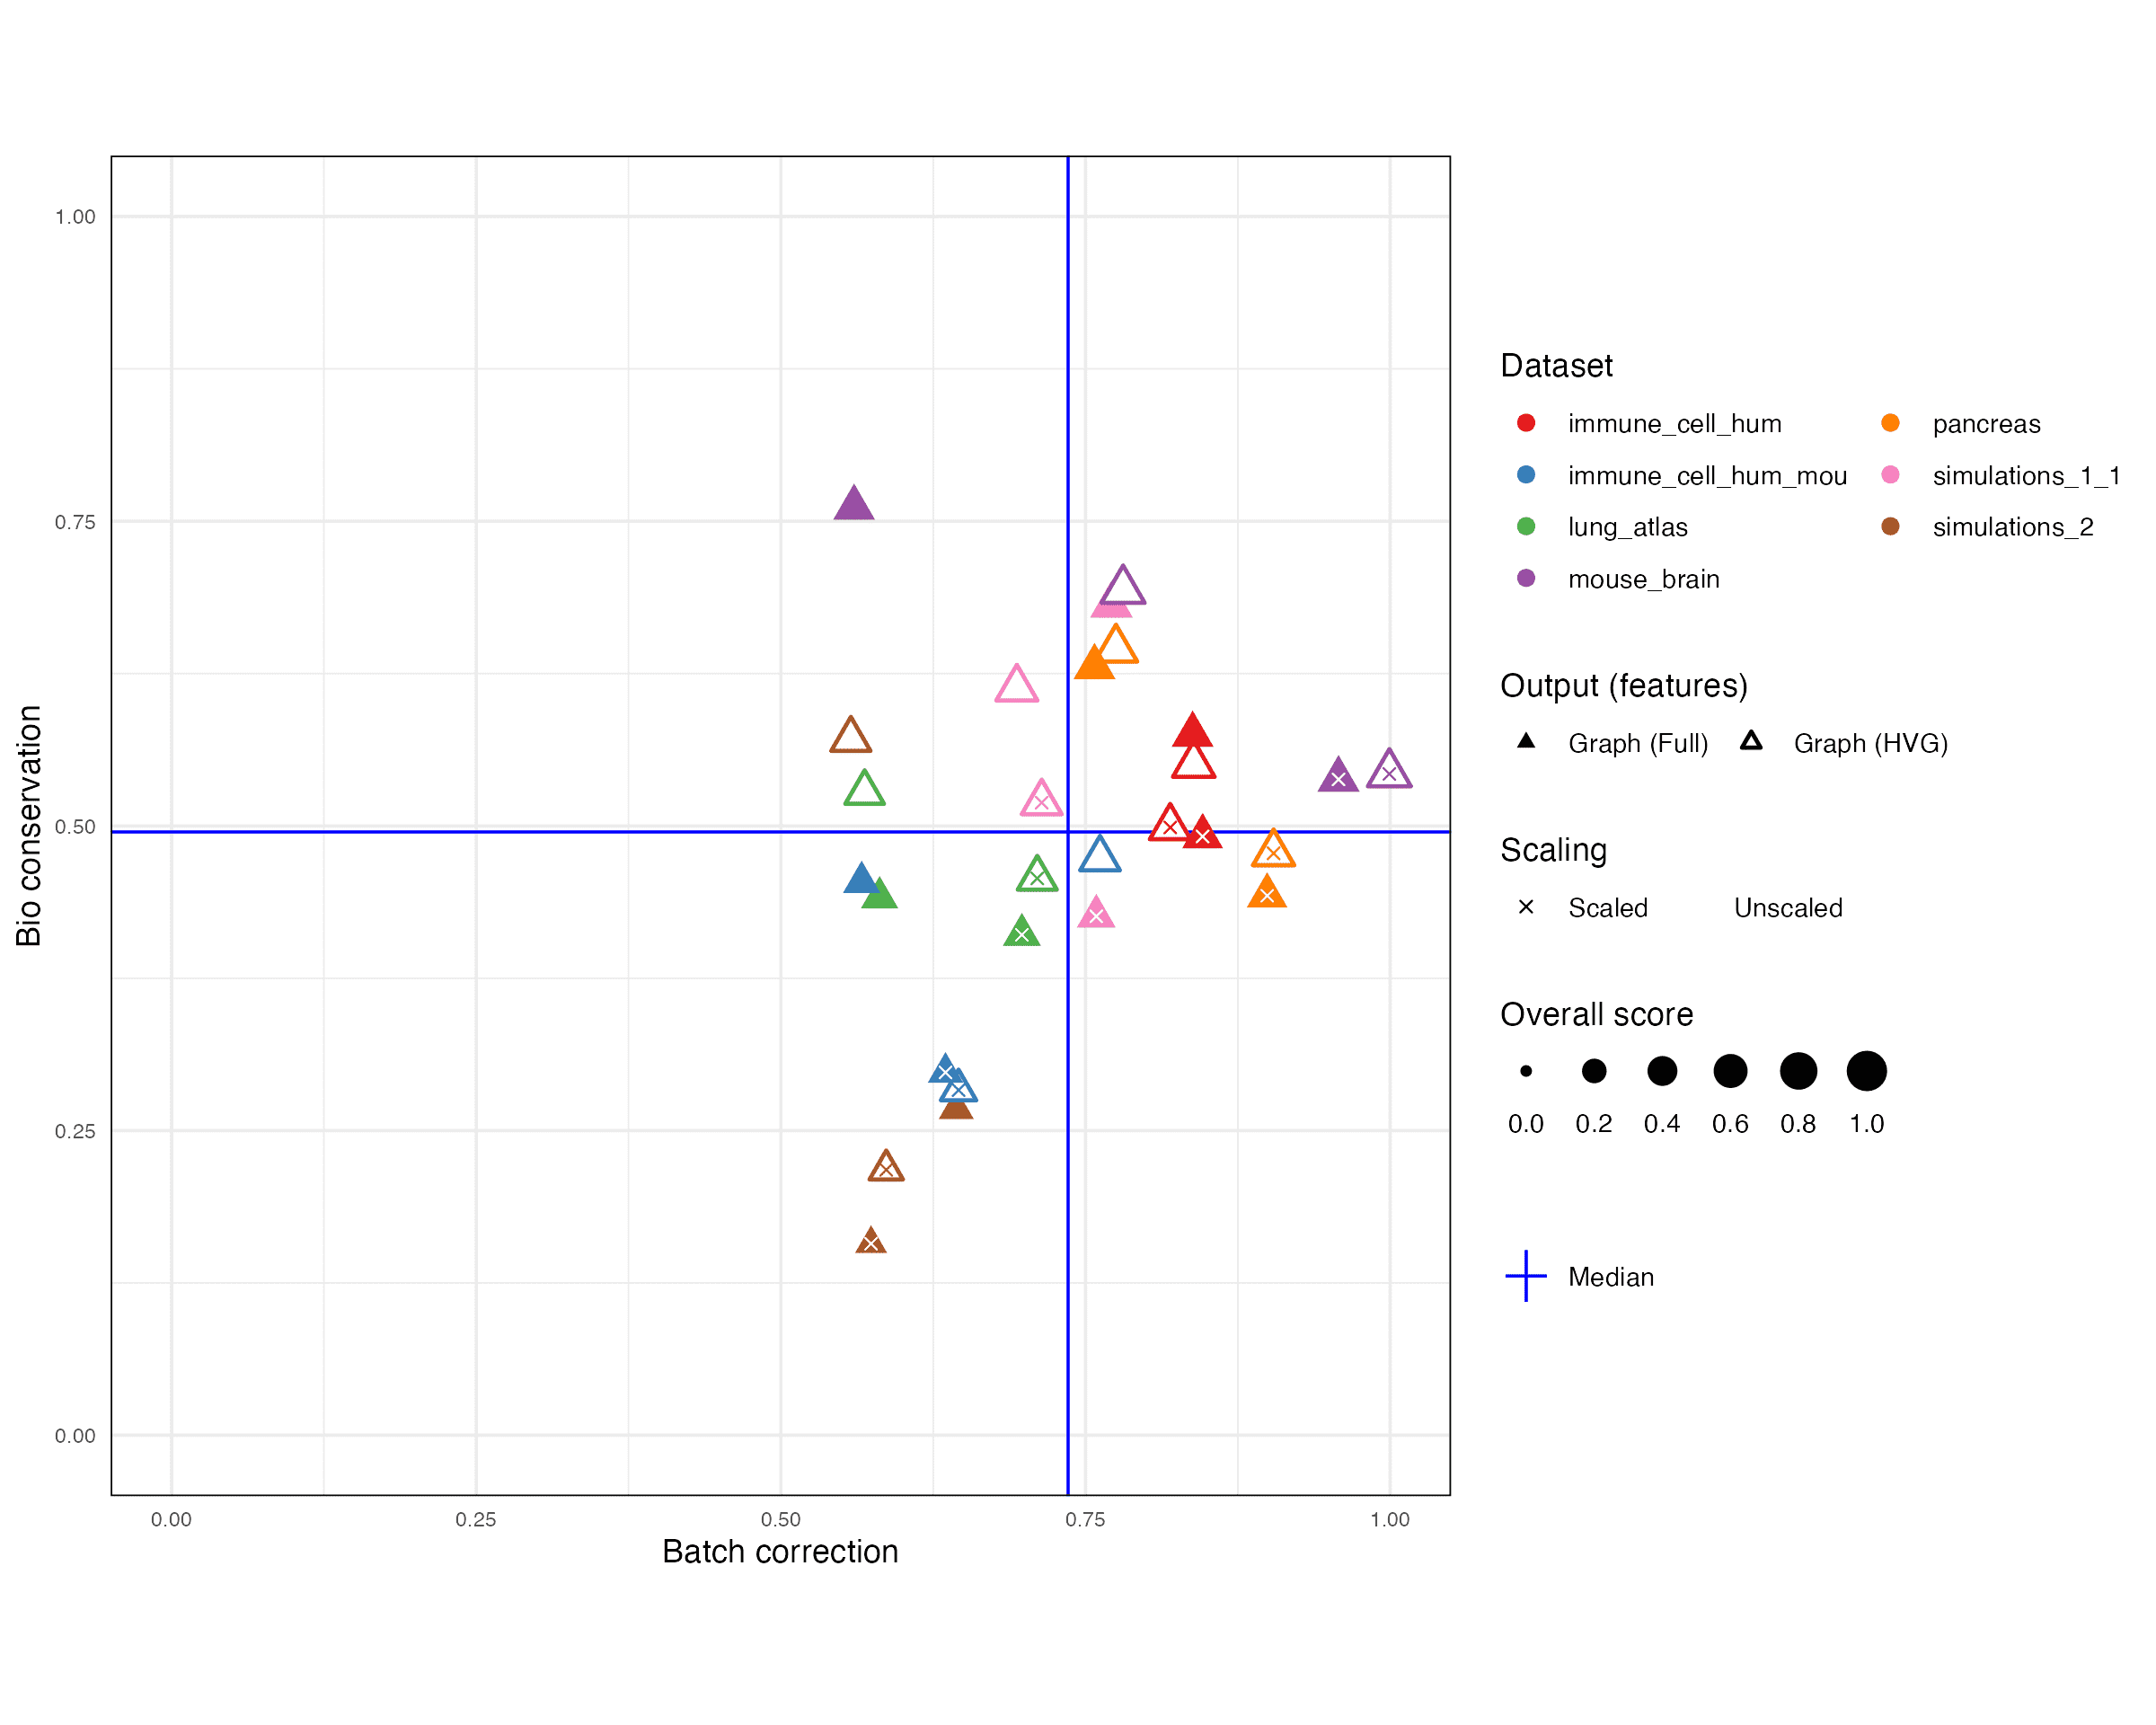 1.00
0.75
0.50
0.25
0.00
Bio conservation
0.00 0.25 0.50 0.75 1.00
Batch correction
Dataset
immune_cell_hum pancreas
immune_cell_hum_mou simulations_1_1
lung_atlas simulations_2
mouse_brain
Output (features)
Graph (Full) Graph (HVG)
Scaling
Scaled Unscaled
Overall score
0.0 0.2 0.4 0.6 0.8 1.0
Median